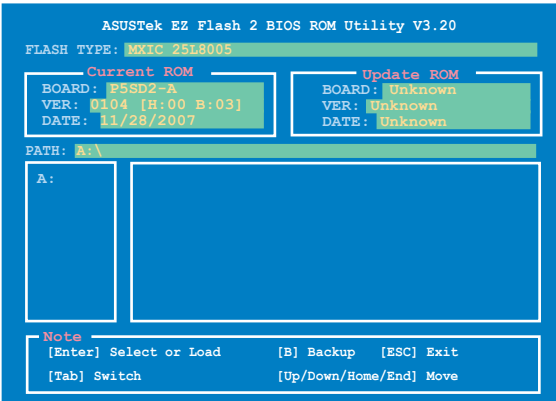 ASUSTek EZ Flash 2 BIOS ROM Utility V3.20
FLASH TYPE: MXIC 25L8005
Current ROM
BOARD: P5SD2-A
VER: 0104 [H:00 B:03]
DATE: 11/28/2007
Update ROM
BOARD: Unknown
VER: Unknown
DATE: Unknown
PATH: A:\
A:
Note
[Enter] Select or Load [B] Backup [ESC] Exit
[Tab] Switch [Up/Down/Home/End] Move